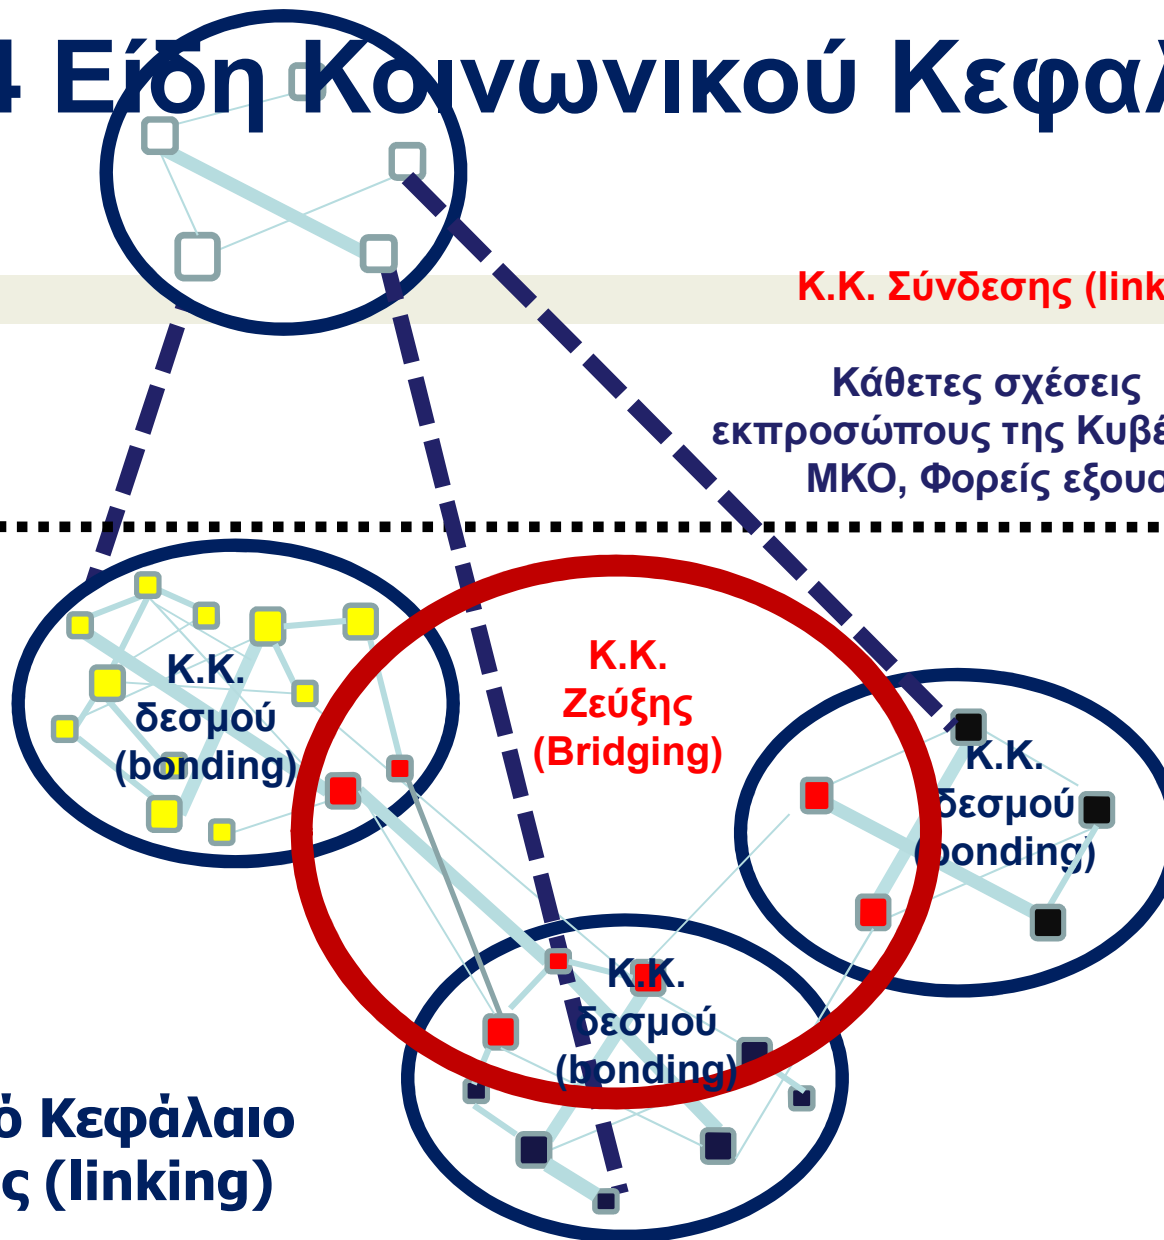 4 Είδη Κοινωνικού Κεφαλ
Κ.Κ. Σύνδεσης (link
Κάθετες σχέσεις
εκπροσώπους της Κυβέ
ΜΚΟ, Φορείς εξουσ
Κ.Κ.
δεσμού
(bonding)
Κ.Κ.
Ζεύξης
(Bridging)
Κ.Κ.
δεσμού
(bonding)
Κ.Κ.
δεσμού
(bonding)
ό Κεφάλαιο
ς (linking)